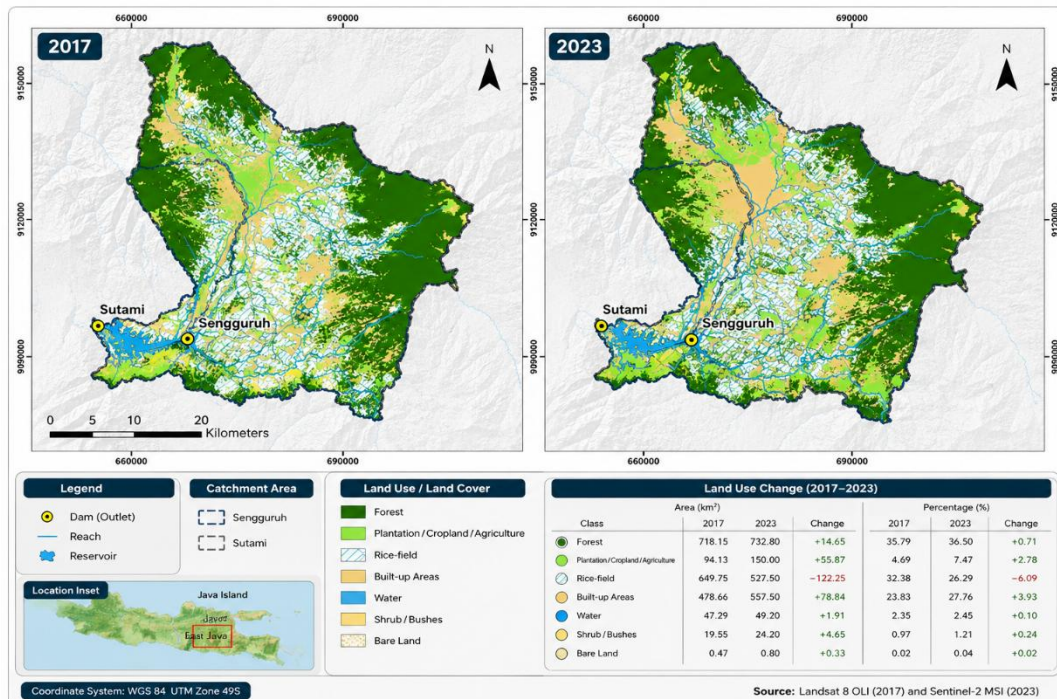 660000 690000 690000
2017
2023
N
N
9150000
9150000
9120000
9120000
9090000
9090000
Sutami
Sengguruh
Sutami
Sengguruh
0 5 10 20
Kilometers
660000 690000 660000 690000
Legend
Dam (Outlet)
Reach
Reservoir
Catchment Area
Sengguruh
Sutami
Location Inset
Java Island
East Java
Coordinate System: WGS 84 UTM Zone 49S
Land Use / Land Cover
Forest
Plantation / Cropland / Agriculture
Rice-field
Built-up Areas
Water
Shrub / Bushes
Bare Land
Land Use Change (2017–2023)
Area (km²) Percentage (%)
Class 2017 2023 Change 2017 2023 Change
Forest 718.15 732.80 +14.65 35.79 36.50 +0.71
Plantation / Cropland / Agriculture 94.13 150.00 +55.87 4.69 7.47 +2.78
Rice-field 649.75 527.50 −122.25 32.38 26.29 −6.09
Built-up Areas 478.66 557.50 +78.84 23.83 27.76 +3.93
Water 47.29 49.20 +1.91 2.35 2.45 +0.10
Shrub / Bushes 19.55 24.20 +4.65 0.97 1.21 +0.24
Bare Land 0.47 0.80 +0.33 0.02 0.04 +0.02
Source: Landsat 8 OLI (2017) and Sentinel-2 MSI (2023)